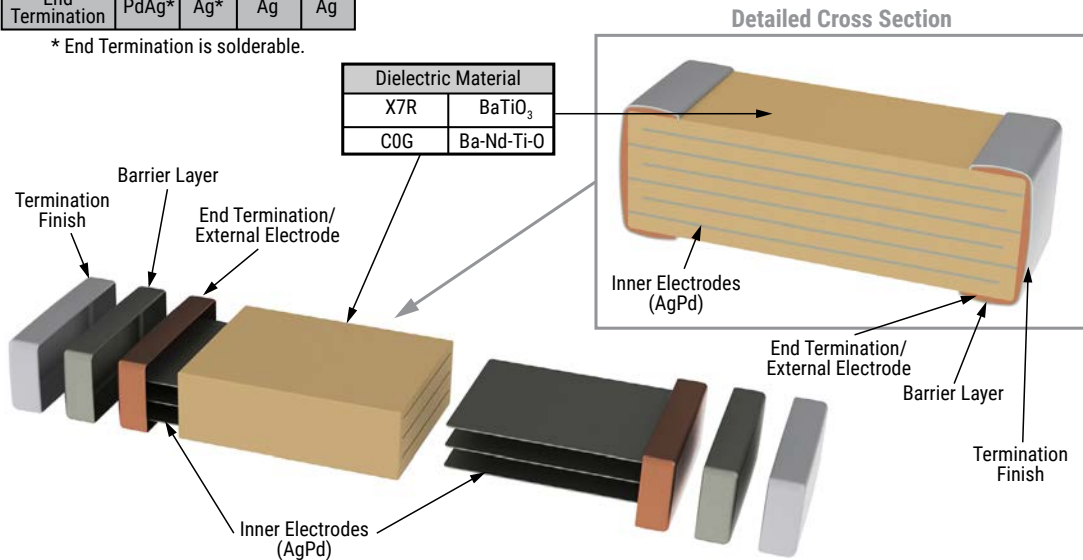 End
Termination PdAg* Ag* Ag Ag
* End Termination is solderable.
Detailed Cross Section
Dielectric Material
X7R BaTiO₃
C0G Ba-Nd-Ti-O
Barrier Layer
Termination
Finish
End Termination/
External Electrode
Inner Electrodes
(AgPd)
End Termination/
External Electrode
Barrier Layer
Termination
Finish
Inner Electrodes
(AgPd)